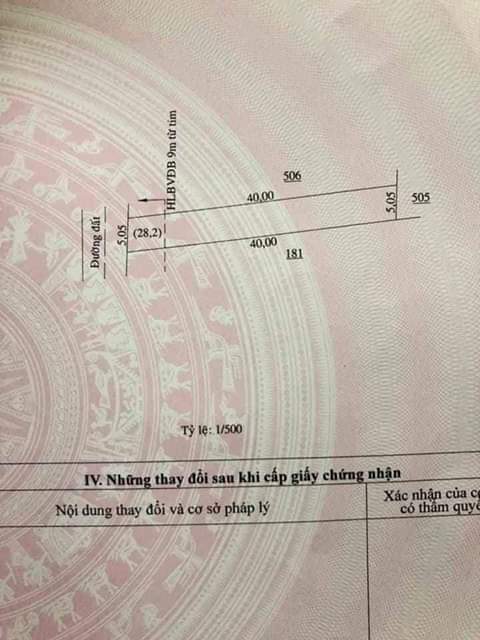 HLBVĐB 9m từ tim
506
40,00
5,05
505
Đường đất
5,05
(28,2)
40,00
181
Tỷ lệ: 1/500
IV. Những thay đổi sau khi cấp giấy chứng nhận
Nội dung thay đổi và cơ sở pháp lý
Xác nhận của
có thẩm quyề